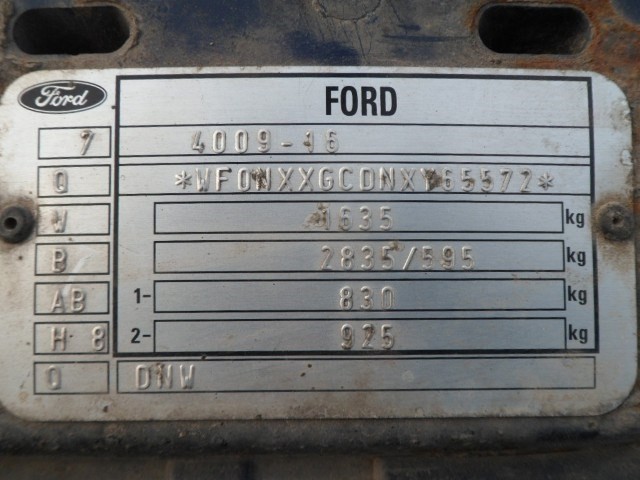 Ford
FORD
7 4009-16
Q *WF0NXXGCDNXY65572*
W 1635 kg
B 2835/595 kg
AB 1- 830 kg
H 8 2- 925 kg
Q DNW